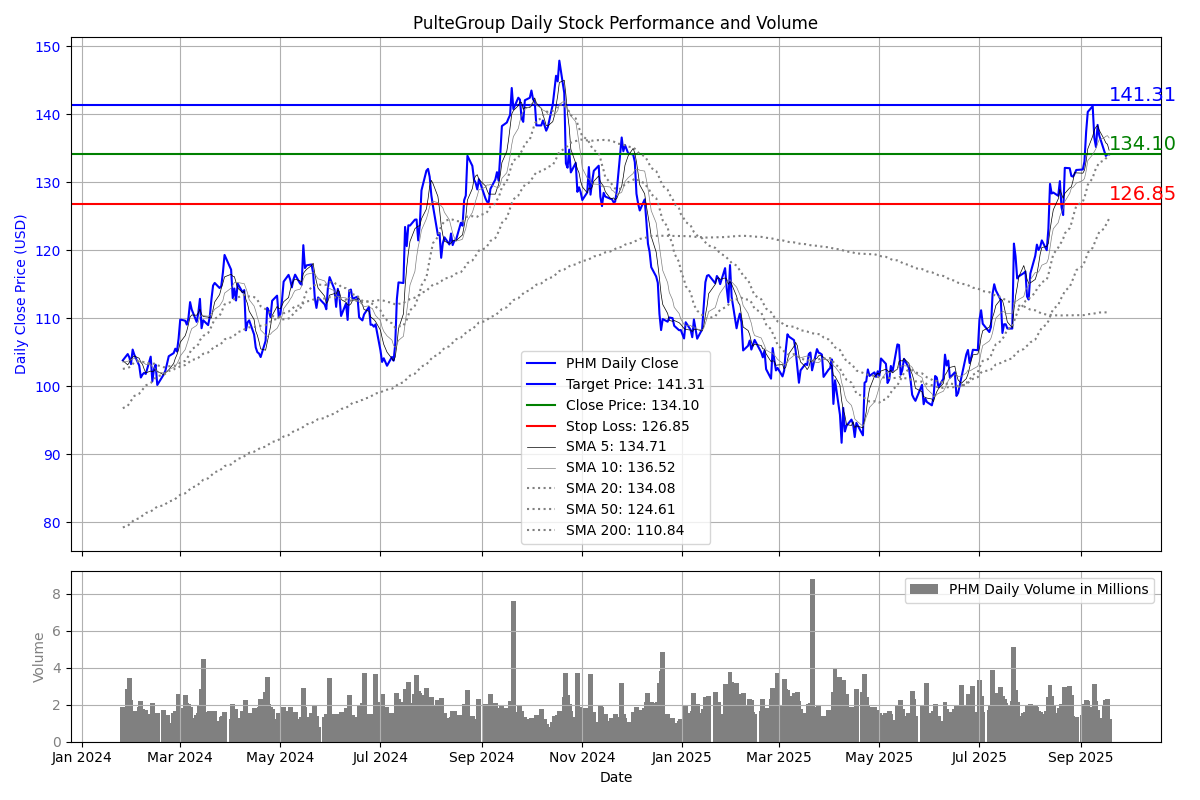 PulteGroup Daily Stock Performance and Volume
Daily Close Price (USD)
150
140
130
120
110
100
90
80
141.31
134.10
126.85
PHM Daily Close
Target Price: 141.31
Close Price: 134.10
Stop Loss: 126.85
SMA 5: 134.71
SMA 10: 136.52
SMA 20: 134.08
SMA 50: 124.61
SMA 200: 110.84
Volume
8
6
4
2
0
PHM Daily Volume in Millions
Jan 2024 Mar 2024 May 2024 Jul 2024 Sep 2024 Nov 2024 Jan 2025 Mar 2025 May 2025 Jul 2025 Sep 2025
Date